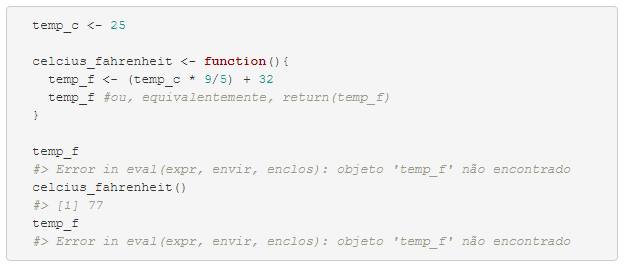 temp_c <- 25
celcius_fahrenheit <- function(){
temp_f <- (temp_c * 9/5) + 32
temp_f #ou, equivalentemente, return(temp_f)
}
temp_f
#> Error in eval(expr, envir, enclos): objeto 'temp_f' não encontrado
celcius_fahrenheit()
#> [1] 77
temp_f
#> Error in eval(expr, envir, enclos): objeto 'temp_f' não encontrado